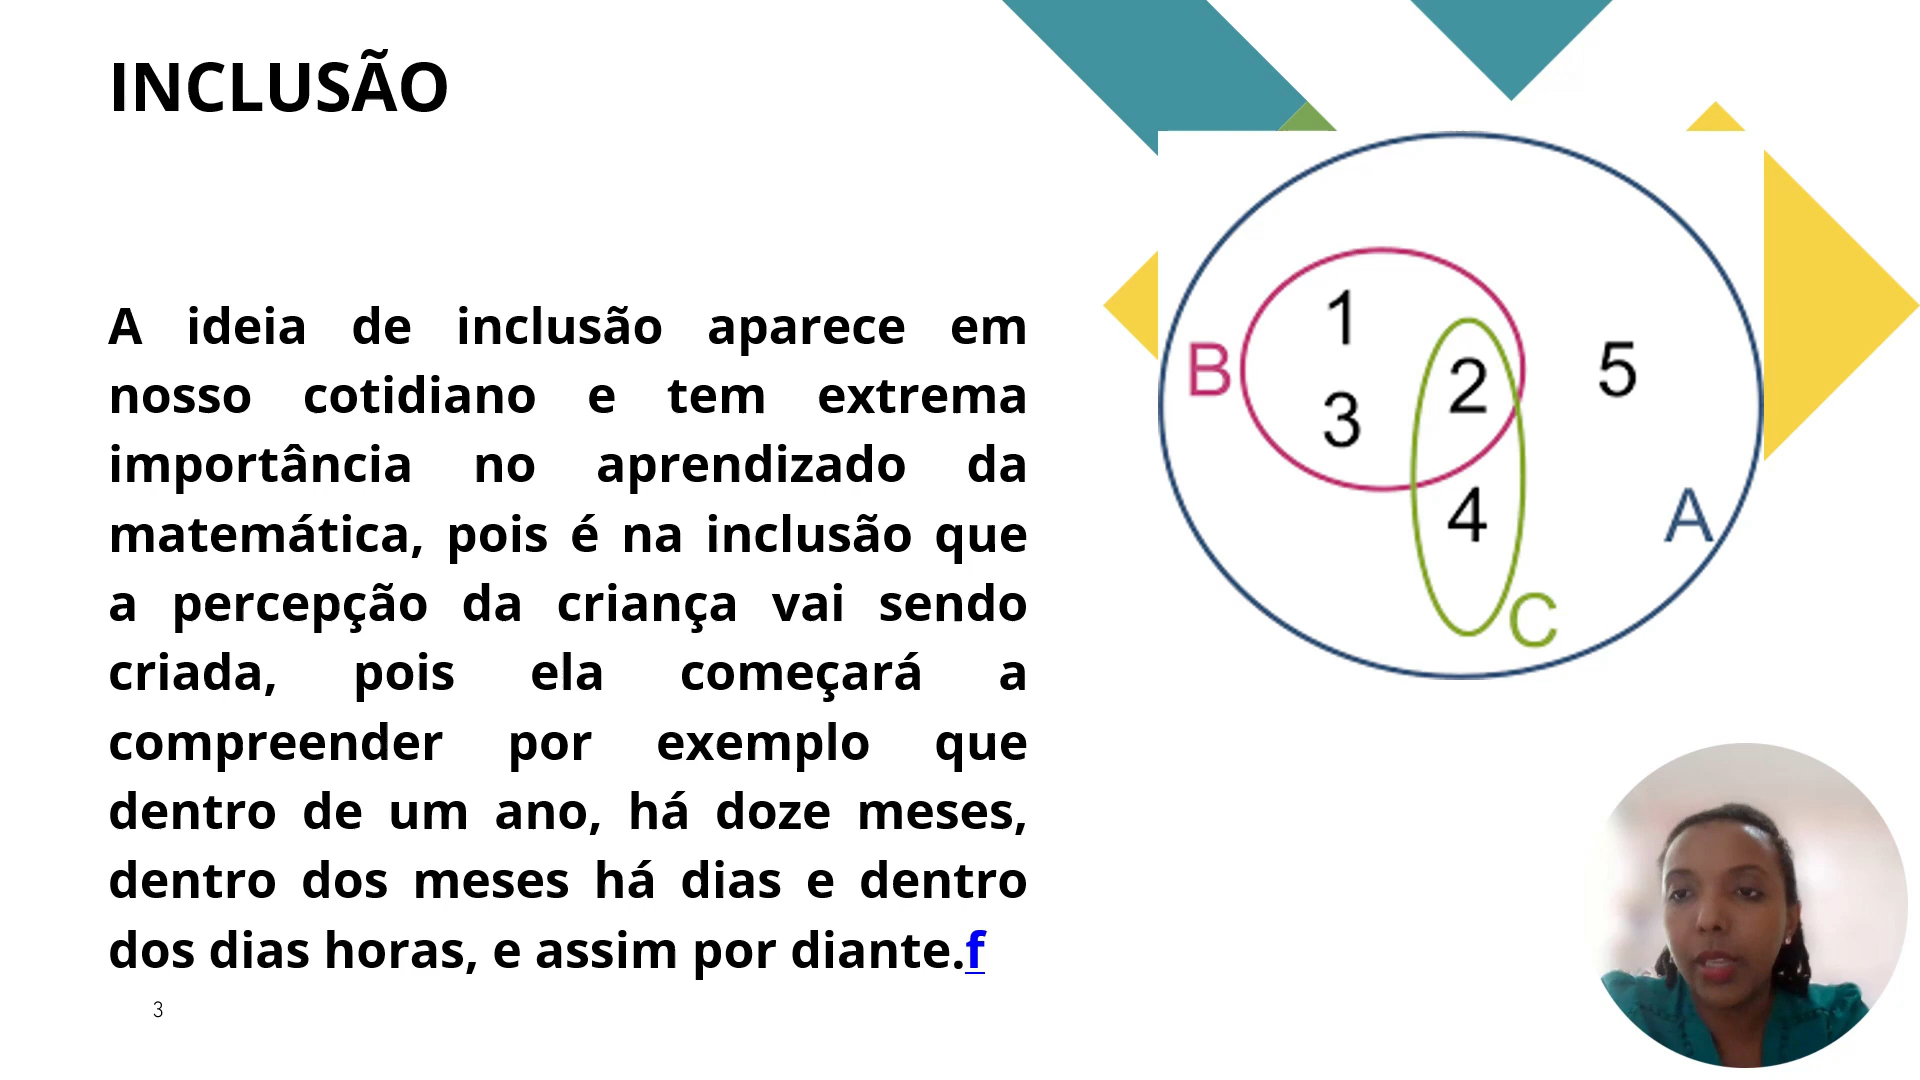 INCLUSÃO
A ideia de inclusão aparece em
nosso cotidiano e tem extrema
importância no aprendizado da
matemática, pois é na inclusão que
a percepção da criança vai sendo
criada, pois ela começará a
compreender por exemplo que
dentro de um ano, há doze meses,
dentro dos meses há dias e dentro
dos dias horas, e assim por diante.f
3
1
B
2
5
3
4
A
C